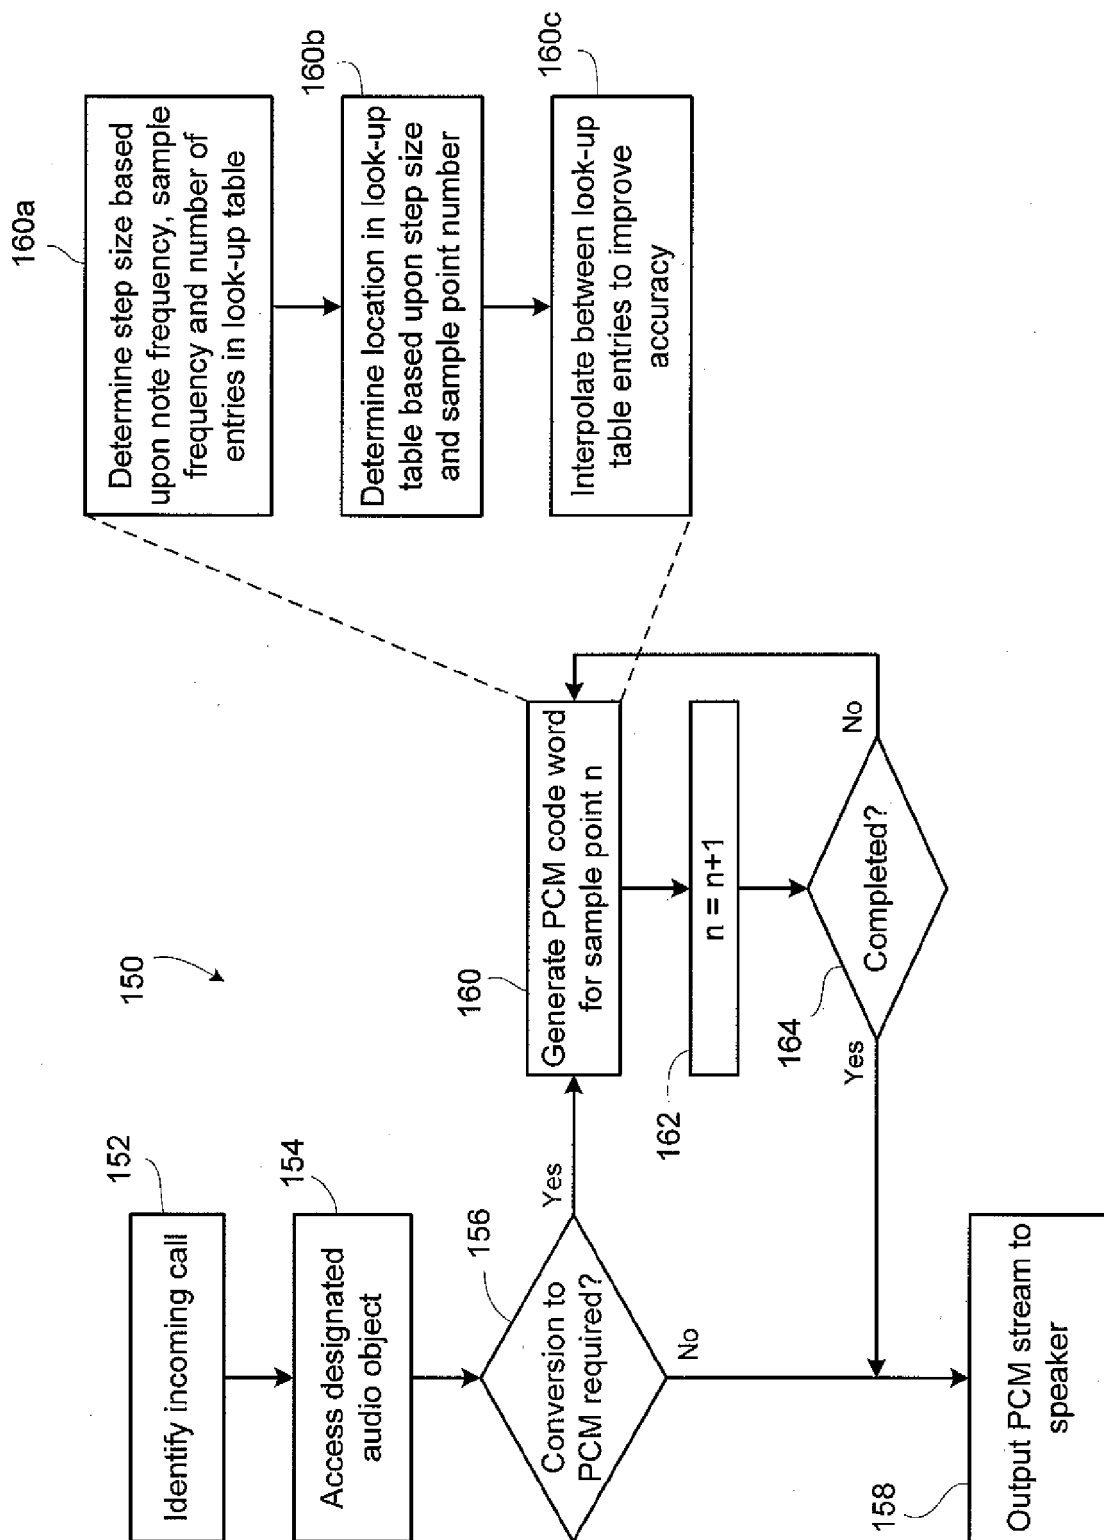 150
152
Identify incoming call
154
Access designated
audio object
156
Conversion to
PCM required?
Yes
No
158
Output PCM stream to
speaker
160
Generate PCM code word
for sample point n
162
n = n+1
164
Completed?
Yes
No
160a
Determine step size based
upon note frequency, sample
frequency and number of
entries in look-up table
160b
Determine location in look-up
table based upon step size
and sample point number
160c
Interpolate between look-up
table entries to improve
accuracy